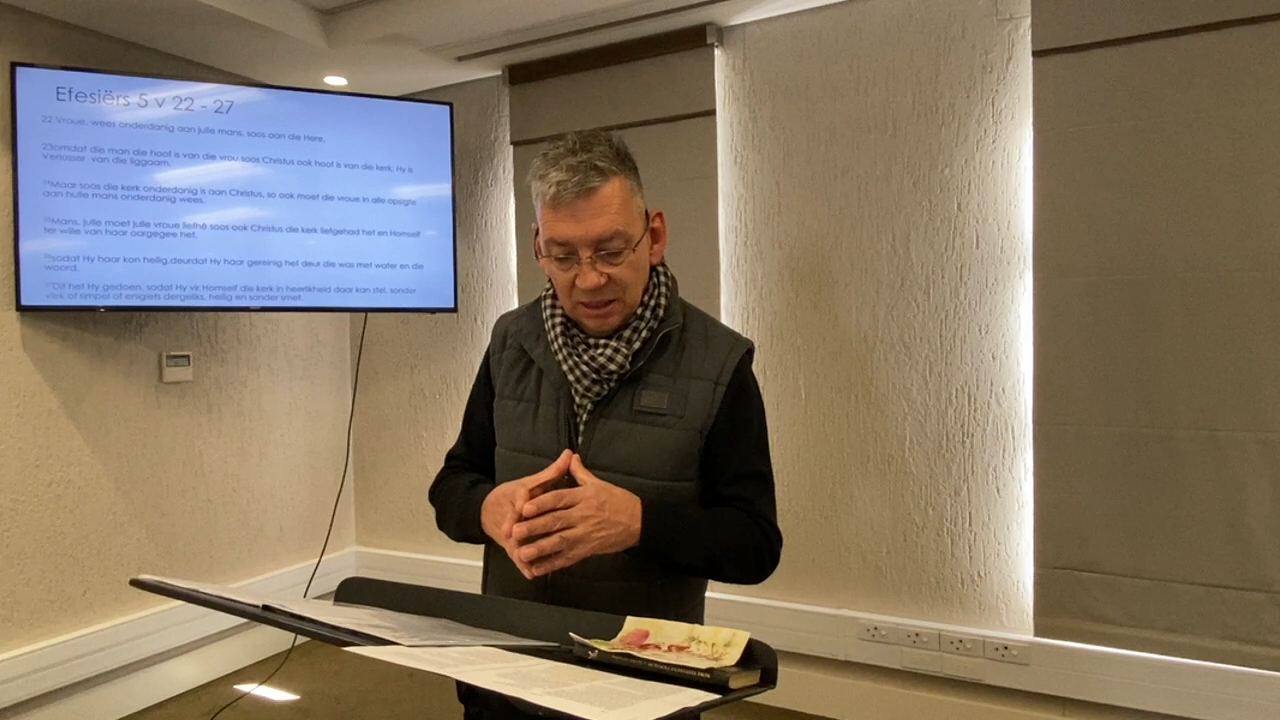 Efesiërs 5 v 22 - 27
22 Vroue, wees onderdanig aan julle mans, soos aan die Here,
23omdat die man die hoof is van die vrou soos Christus ook hoof is van die kerk; Hy is
Verlosser van die liggaam.
24Maar soos die kerk onderdanig is aan Christus, so ook moet die vroue in alle opsigte
aan hulle mans onderdanig wees.
25Mans, julle moet julle vroue liefhê soos ook Christus die kerk liefgehad het en Homself
ter wille van haar oorgegee het,
26sodat Hy haar kon heilig,deurdat Hy haar gereinig het deur die was met water en die
woord.
27Dit het Hy gedoen, sodat Hy vir Homself die kerk in heerlikheid daar kan stel, sonder
vlek of rimpel of enigiets dergeliks, heilig en sonder smet.